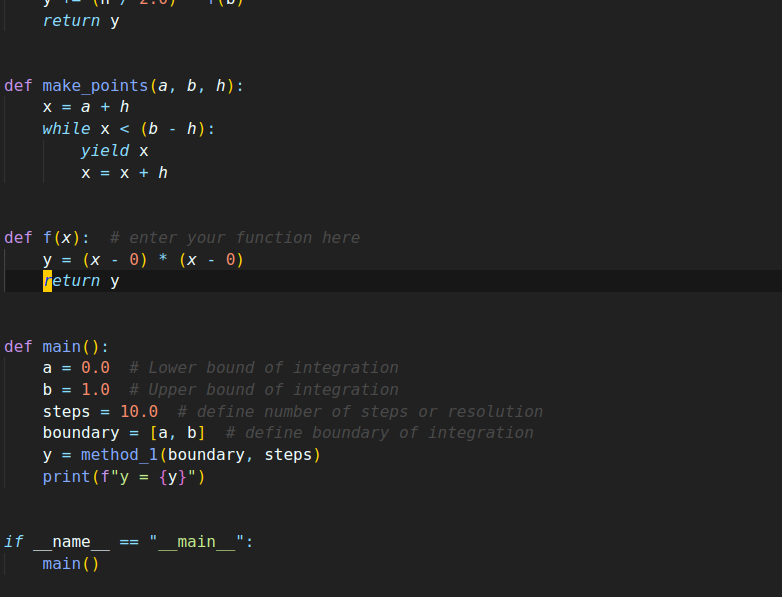 return y
def make_points(a, b, h):
    x = a + h
    while x < (b - h):
        yield x
        x = x + h
def f(x):  # enter your function here
    y = (x - 0) * (x - 0)
    return y
def main():
    a = 0.0  # Lower bound of integration
    b = 1.0  # Upper bound of integration
    steps = 10.0  # define number of steps or resolution
    boundary = [a, b]  # define boundary of integration
    y = method_1(boundary, steps)
    print(f"y = {y}")
if __name__ == "__main__":
    main()